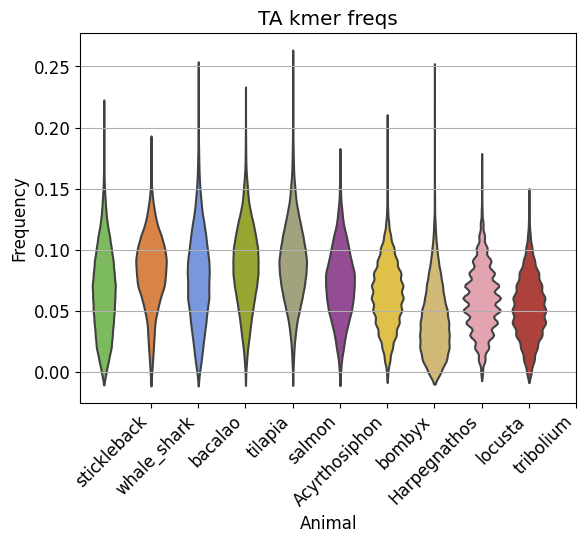 TA kmer freqs
Frequency
0.25
0.20
0.15
0.10
0.05
0.00
stickleback
whale_shark
bacalao
tilapia
salmon
Acyrthosiphon
bombyx
Harpegnathos
locusta
tribolium
Animal